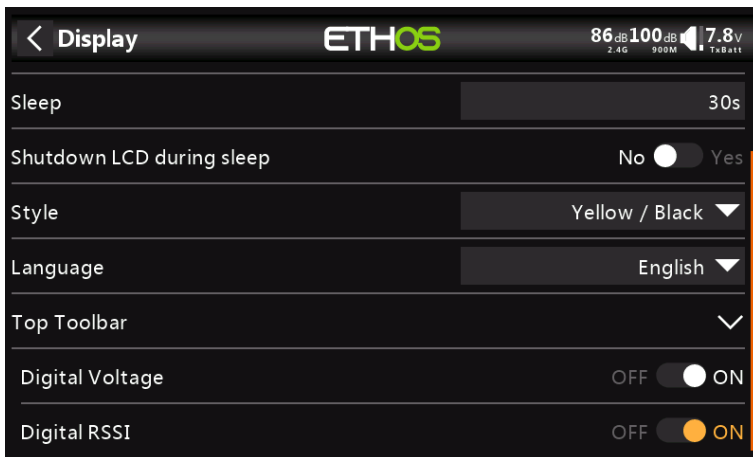 Display ETHOS 86dB 100dB 7.8V
2.4G 900M TxBatt
Sleep 30s
Shutdown LCD during sleep No Yes
Style Yellow / Black
Language English
Top Toolbar
Digital Voltage OFF ON
Digital RSSI OFF ON